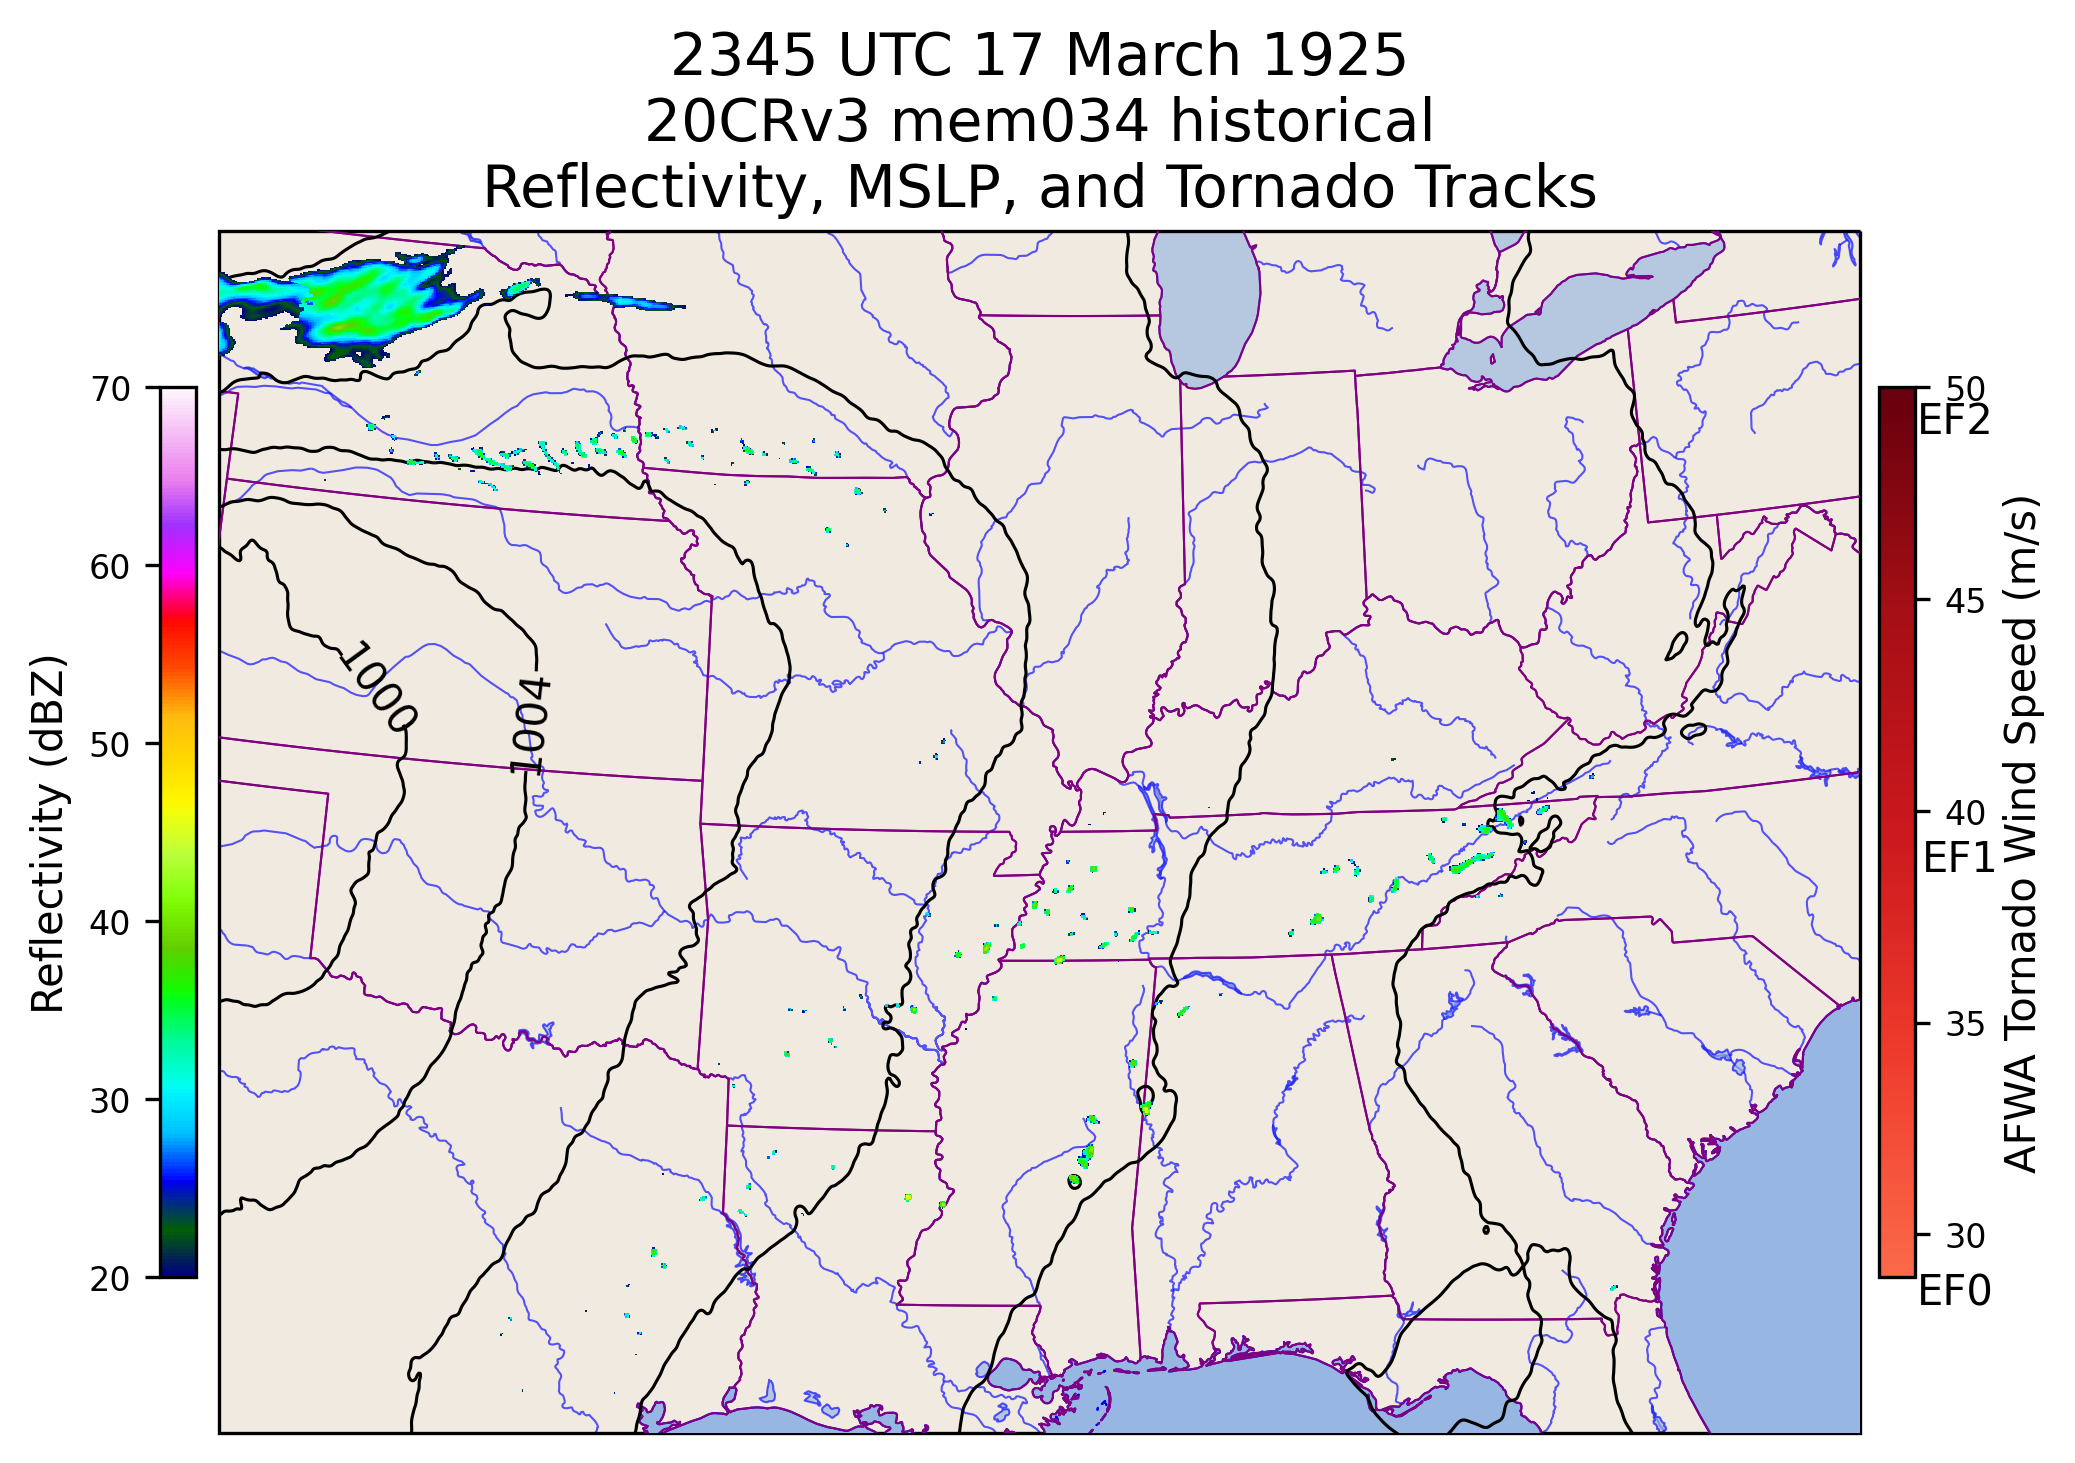 2345 UTC 17 March 1925
20CRv3 mem034 historical
Reflectivity, MSLP, and Tornado Tracks
70
60
50
40
30
20
Reflectivity (dBZ)
1000
1004
50
EF2
45
40
EF1
35
30
EF0
AFWA Tornado Wind Speed (m/s)